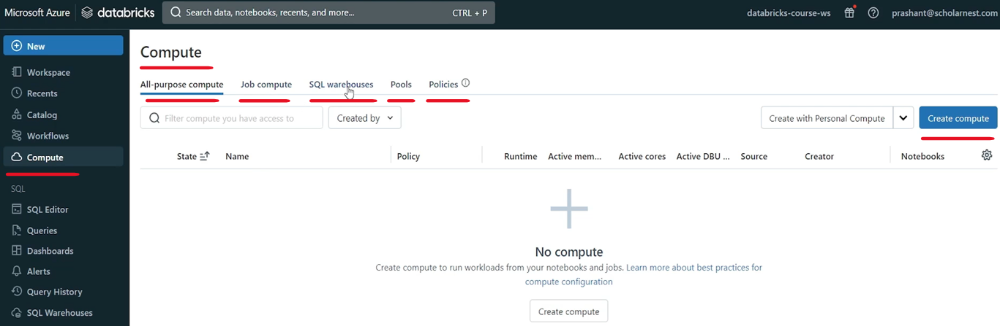 Microsoft Azure databricks Search data, notebooks, recents, and more... CTRL + P databricks-course-ws prashant@scholarnest.com
New
Workspace
Recents
Catalog
Workflows
Compute
SQL
SQL Editor
Queries
Dashboards
Alerts
Query History
SQL Warehouses
Compute
All-purpose compute Job compute SQL warehouses Pools Policies
Filter compute you have access to Created by Create with Personal Compute Create compute
State Name Policy Runtime Active mem... Active cores Active DBU ... Source Creator Notebooks
No compute
Create compute to run workloads from your notebooks and jobs. Learn more about best practices for
compute configuration
Create compute